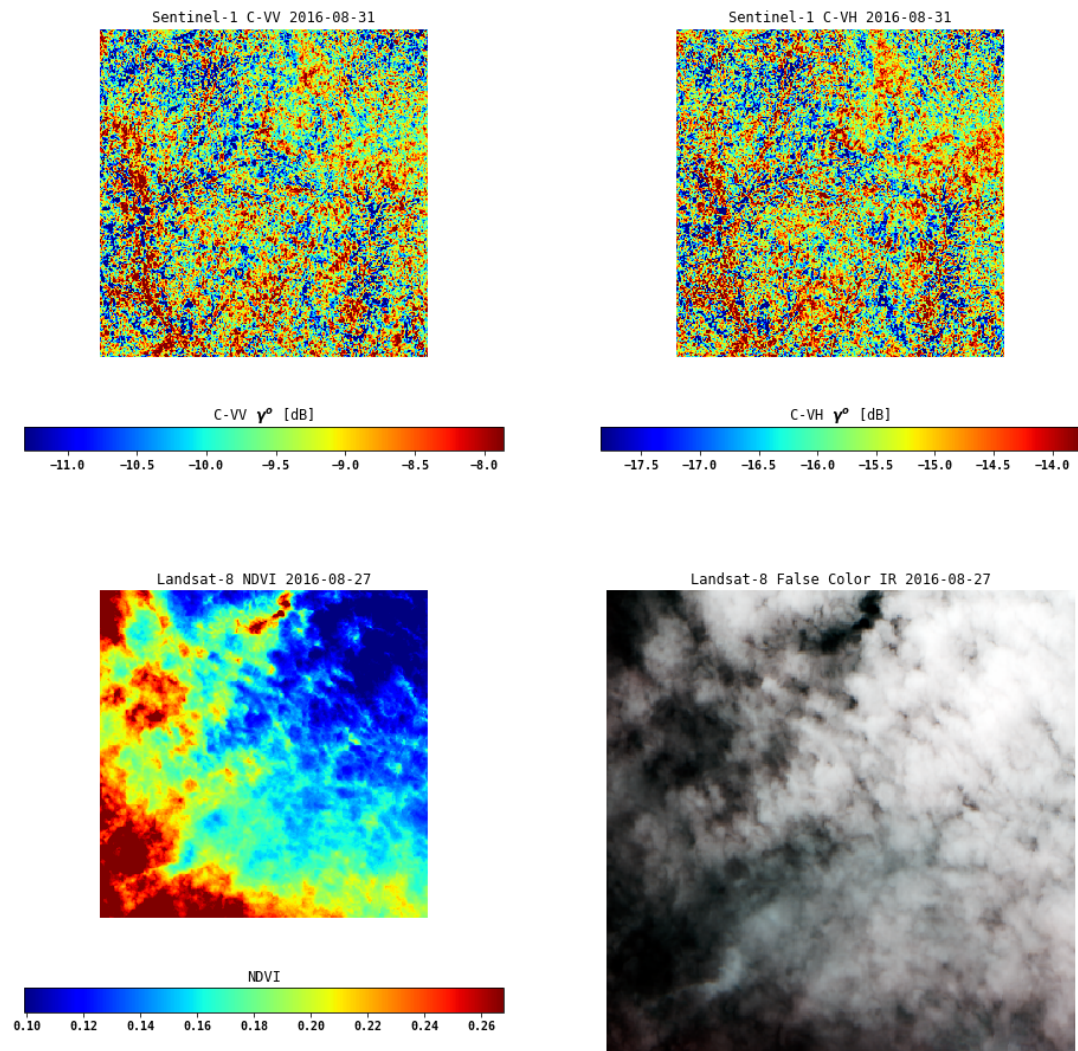 Sentinel-1 C-VV 2016-08-31
Sentinel-1 C-VH 2016-08-31
C-VV γ° [dB]
C-VH γ° [dB]
−11.0 −10.5 −10.0 −9.5 −9.0 −8.5 −8.0
−17.5 −17.0 −16.5 −16.0 −15.5 −15.0 −14.5 −14.0
Landsat-8 NDVI 2016-08-27
Landsat-8 False Color IR 2016-08-27
NDVI
0.10 0.12 0.14 0.16 0.18 0.20 0.22 0.24 0.26